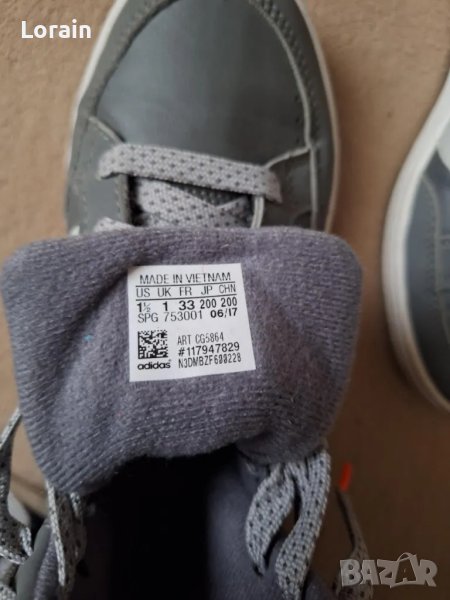 Lorain
MADE IN VIETNAM
US UK FR JP CHN
1½ 1 33 200 200
SPG 753001 06/17
ART CG5864
#117947829
adidas N3DMBZF600228
BAZAR